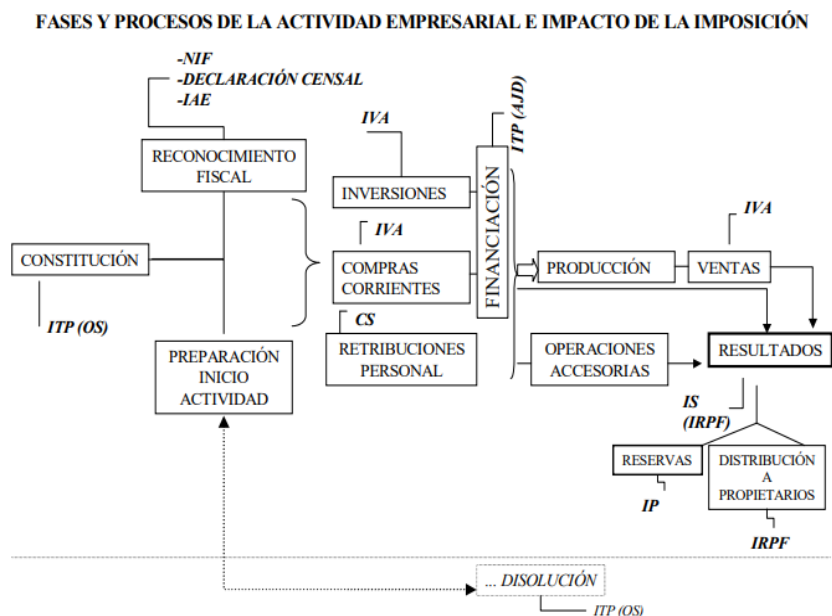 FASES Y PROCESOS DE LA ACTIVIDAD EMPRESARIAL E IMPACTO DE LA IMPOSICIÓN
-NIF
-DECLARACIÓN CENSAL
-IAE
RECONOCIMIENTO
FISCAL
CONSTITUCIÓN
ITP (OS)
PREPARACIÓN
INICIO
ACTIVIDAD
IVA
INVERSIONES
IVA
COMPRAS
CORRIENTES
CS
RETRIBUCIONES
PERSONAL
ITP (AJD)
FINANCIACIÓN
PRODUCCIÓN
IVA
VENTAS
OPERACIONES
ACCESORIAS
RESULTADOS
IS
(IRPF)
RESERVAS
IP
DISTRIBUCIÓN
A
PROPIETARIOS
IRPF
... DISOLUCIÓN
ITP (OS)